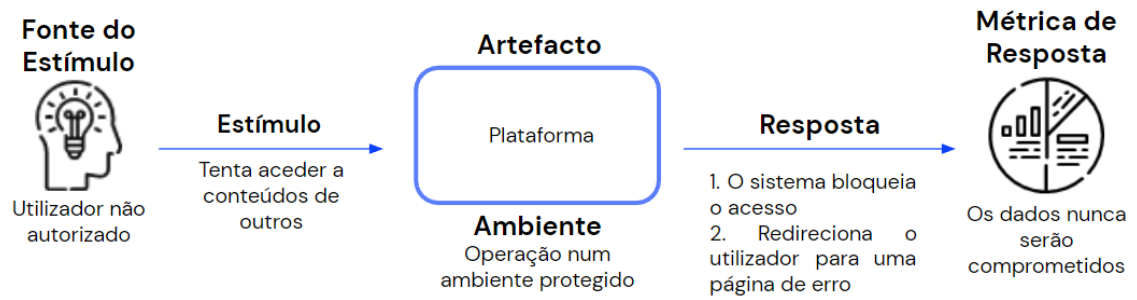 Fonte do
Estímulo
Utilizador não
autorizado
Estímulo
Tenta aceder a
conteúdos de
outros
Artefacto
Plataforma
Ambiente
Operação num
ambiente protegido
Resposta
1. O sistema bloqueia
o acesso
2. Redireciona o
utilizador para uma
página de erro
Métrica de
Resposta
Os dados nunca
serão
comprometidos